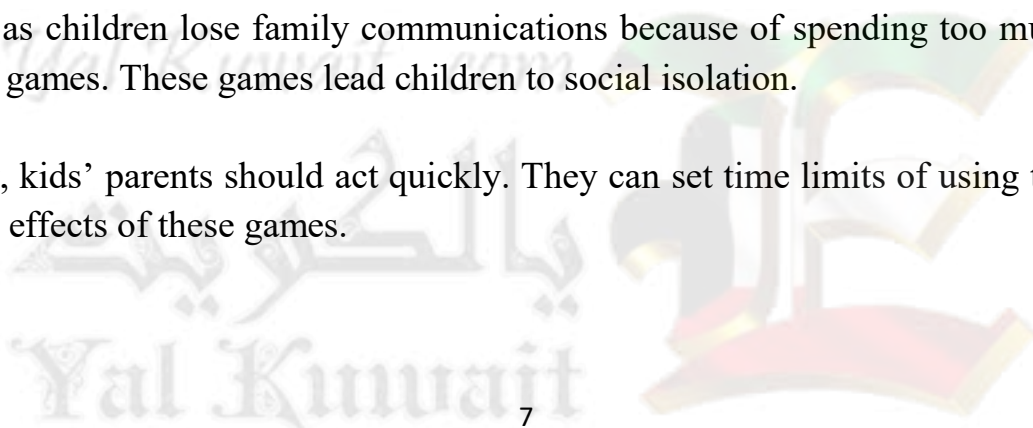 as children lose family communications because of spending too
games. These games lead children to social isolation.
, kids’ parents should act quickly. They can set time limits of using
effects of these games.
يالكويت
Yal Kuwait
7